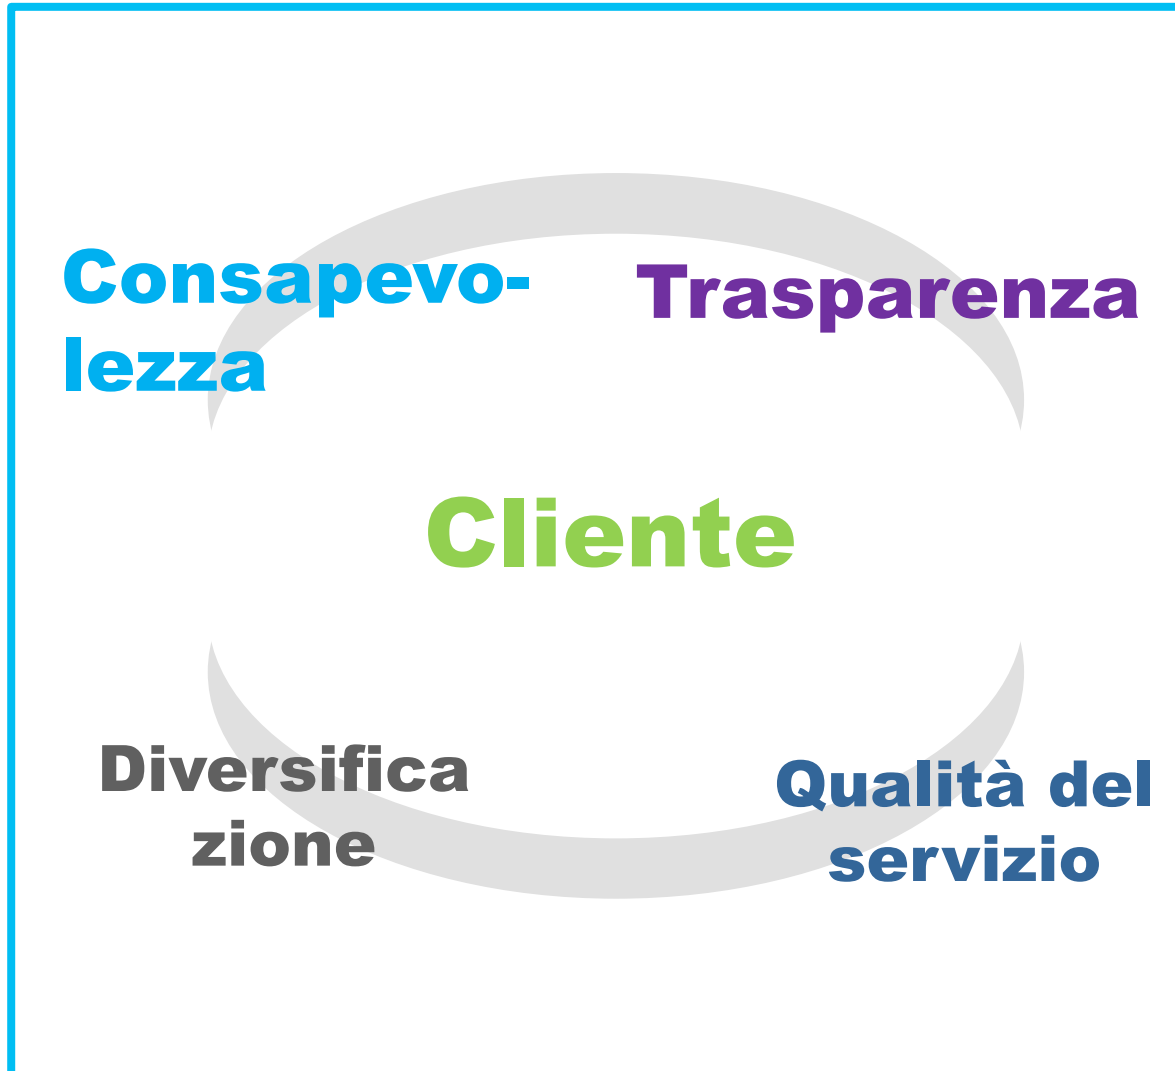 Consapevo-
lezza
Trasparenza
Cliente
Diversifica
zione
Qualità del
servizio